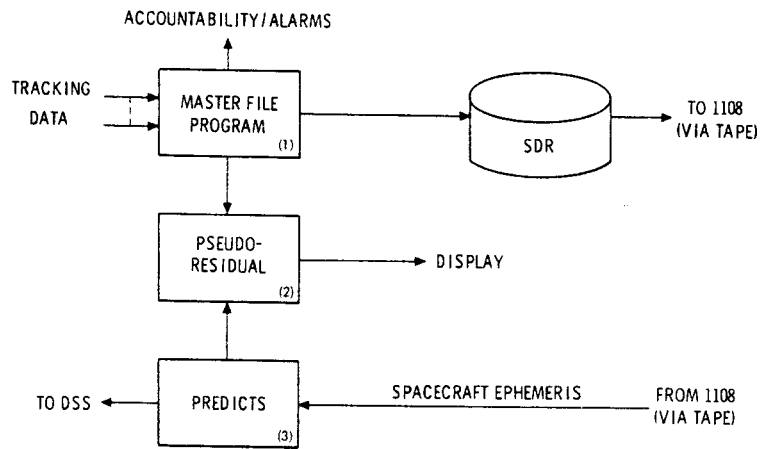 ACCOUNTABILITY/ALARMS
TRACKING
DATA
MASTER FILE
PROGRAM
(1)
SDR
TO 1108
(VIA TAPE)
PSEUDO-
RESIDUAL
(2)
DISPLAY
TO DSS
PREDICTS
(3)
SPACECRAFT EPHEMERIS
FROM 1108
(VIA TAPE)